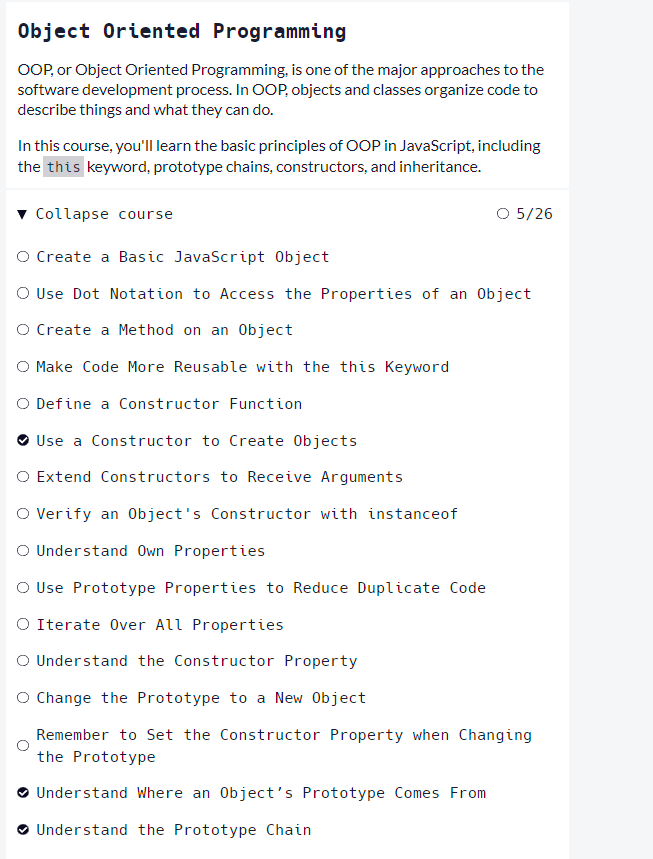 Object Oriented Programming
OOP, or Object Oriented Programming, is one of the major approaches to the
software development process. In OOP, objects and classes organize code to
describe things and what they can do.
In this course, you'll learn the basic principles of OOP in JavaScript, including
the this keyword, prototype chains, constructors, and inheritance.
Collapse course 5/26
Create a Basic JavaScript Object
Use Dot Notation to Access the Properties of an Object
Create a Method on an Object
Make Code More Reusable with the this Keyword
Define a Constructor Function
Use a Constructor to Create Objects
Extend Constructors to Receive Arguments
Verify an Object's Constructor with instanceof
Understand Own Properties
Use Prototype Properties to Reduce Duplicate Code
Iterate Over All Properties
Understand the Constructor Property
Change the Prototype to a New Object
Remember to Set the Constructor Property when Changing
the Prototype
Understand Where an Object’s Prototype Comes From
Understand the Prototype Chain